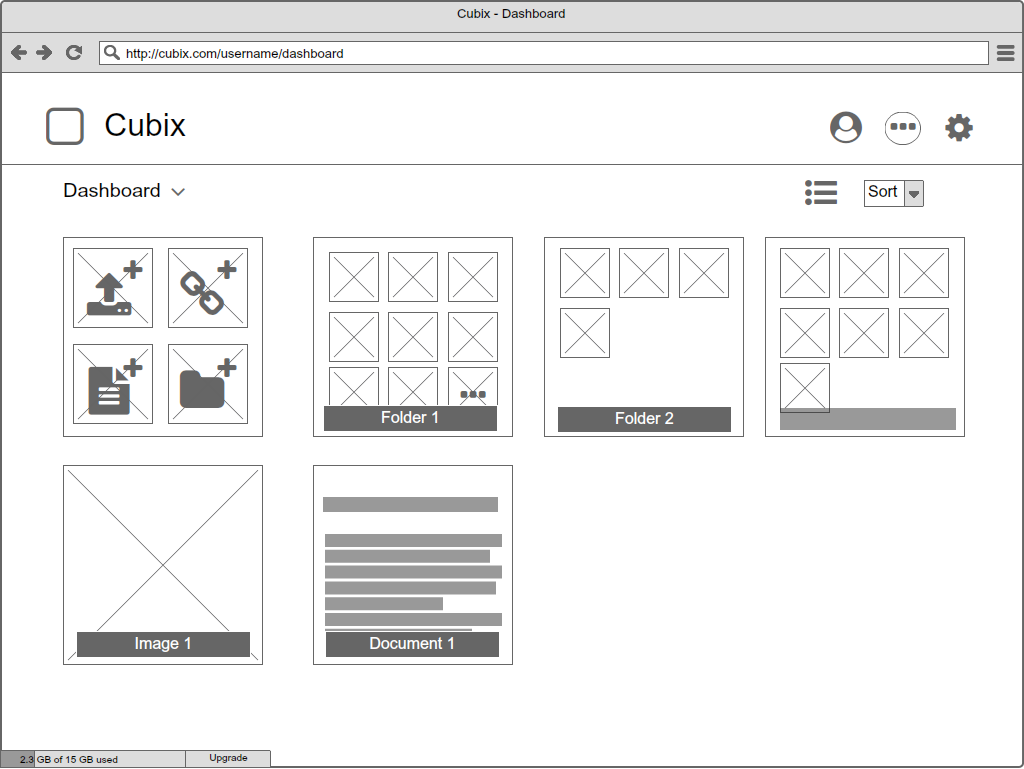 Cubix - Dashboard
http://cubix.com/username/dashboard
Cubix
Dashboard
Sort
Folder 1
Folder 2
Image 1
Document 1
2.3 GB of 15 GB used
Upgrade